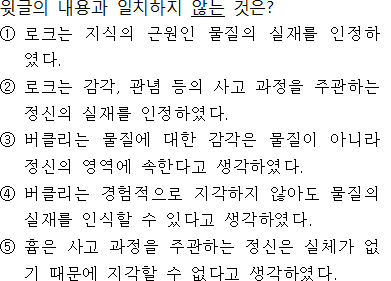 윗글의 내용과 일치하지 않는 것은?
① 로크는 지식의 근원인 물질의 실재를 인정하
였다.
② 로크는 감각, 관념 등의 사고 과정을 주관하는
정신의 실재를 인정하였다.
③ 버클리는 물질에 대한 감각은 물질이 아니라
정신의 영역에 속한다고 생각하였다.
④ 버클리는 경험적으로 지각하지 않아도 물질의
실재를 인식할 수 있다고 생각하였다.
⑤ 흄은 사고 과정을 주관하는 정신은 실체가 없
기 때문에 지각할 수 없다고 생각하였다.